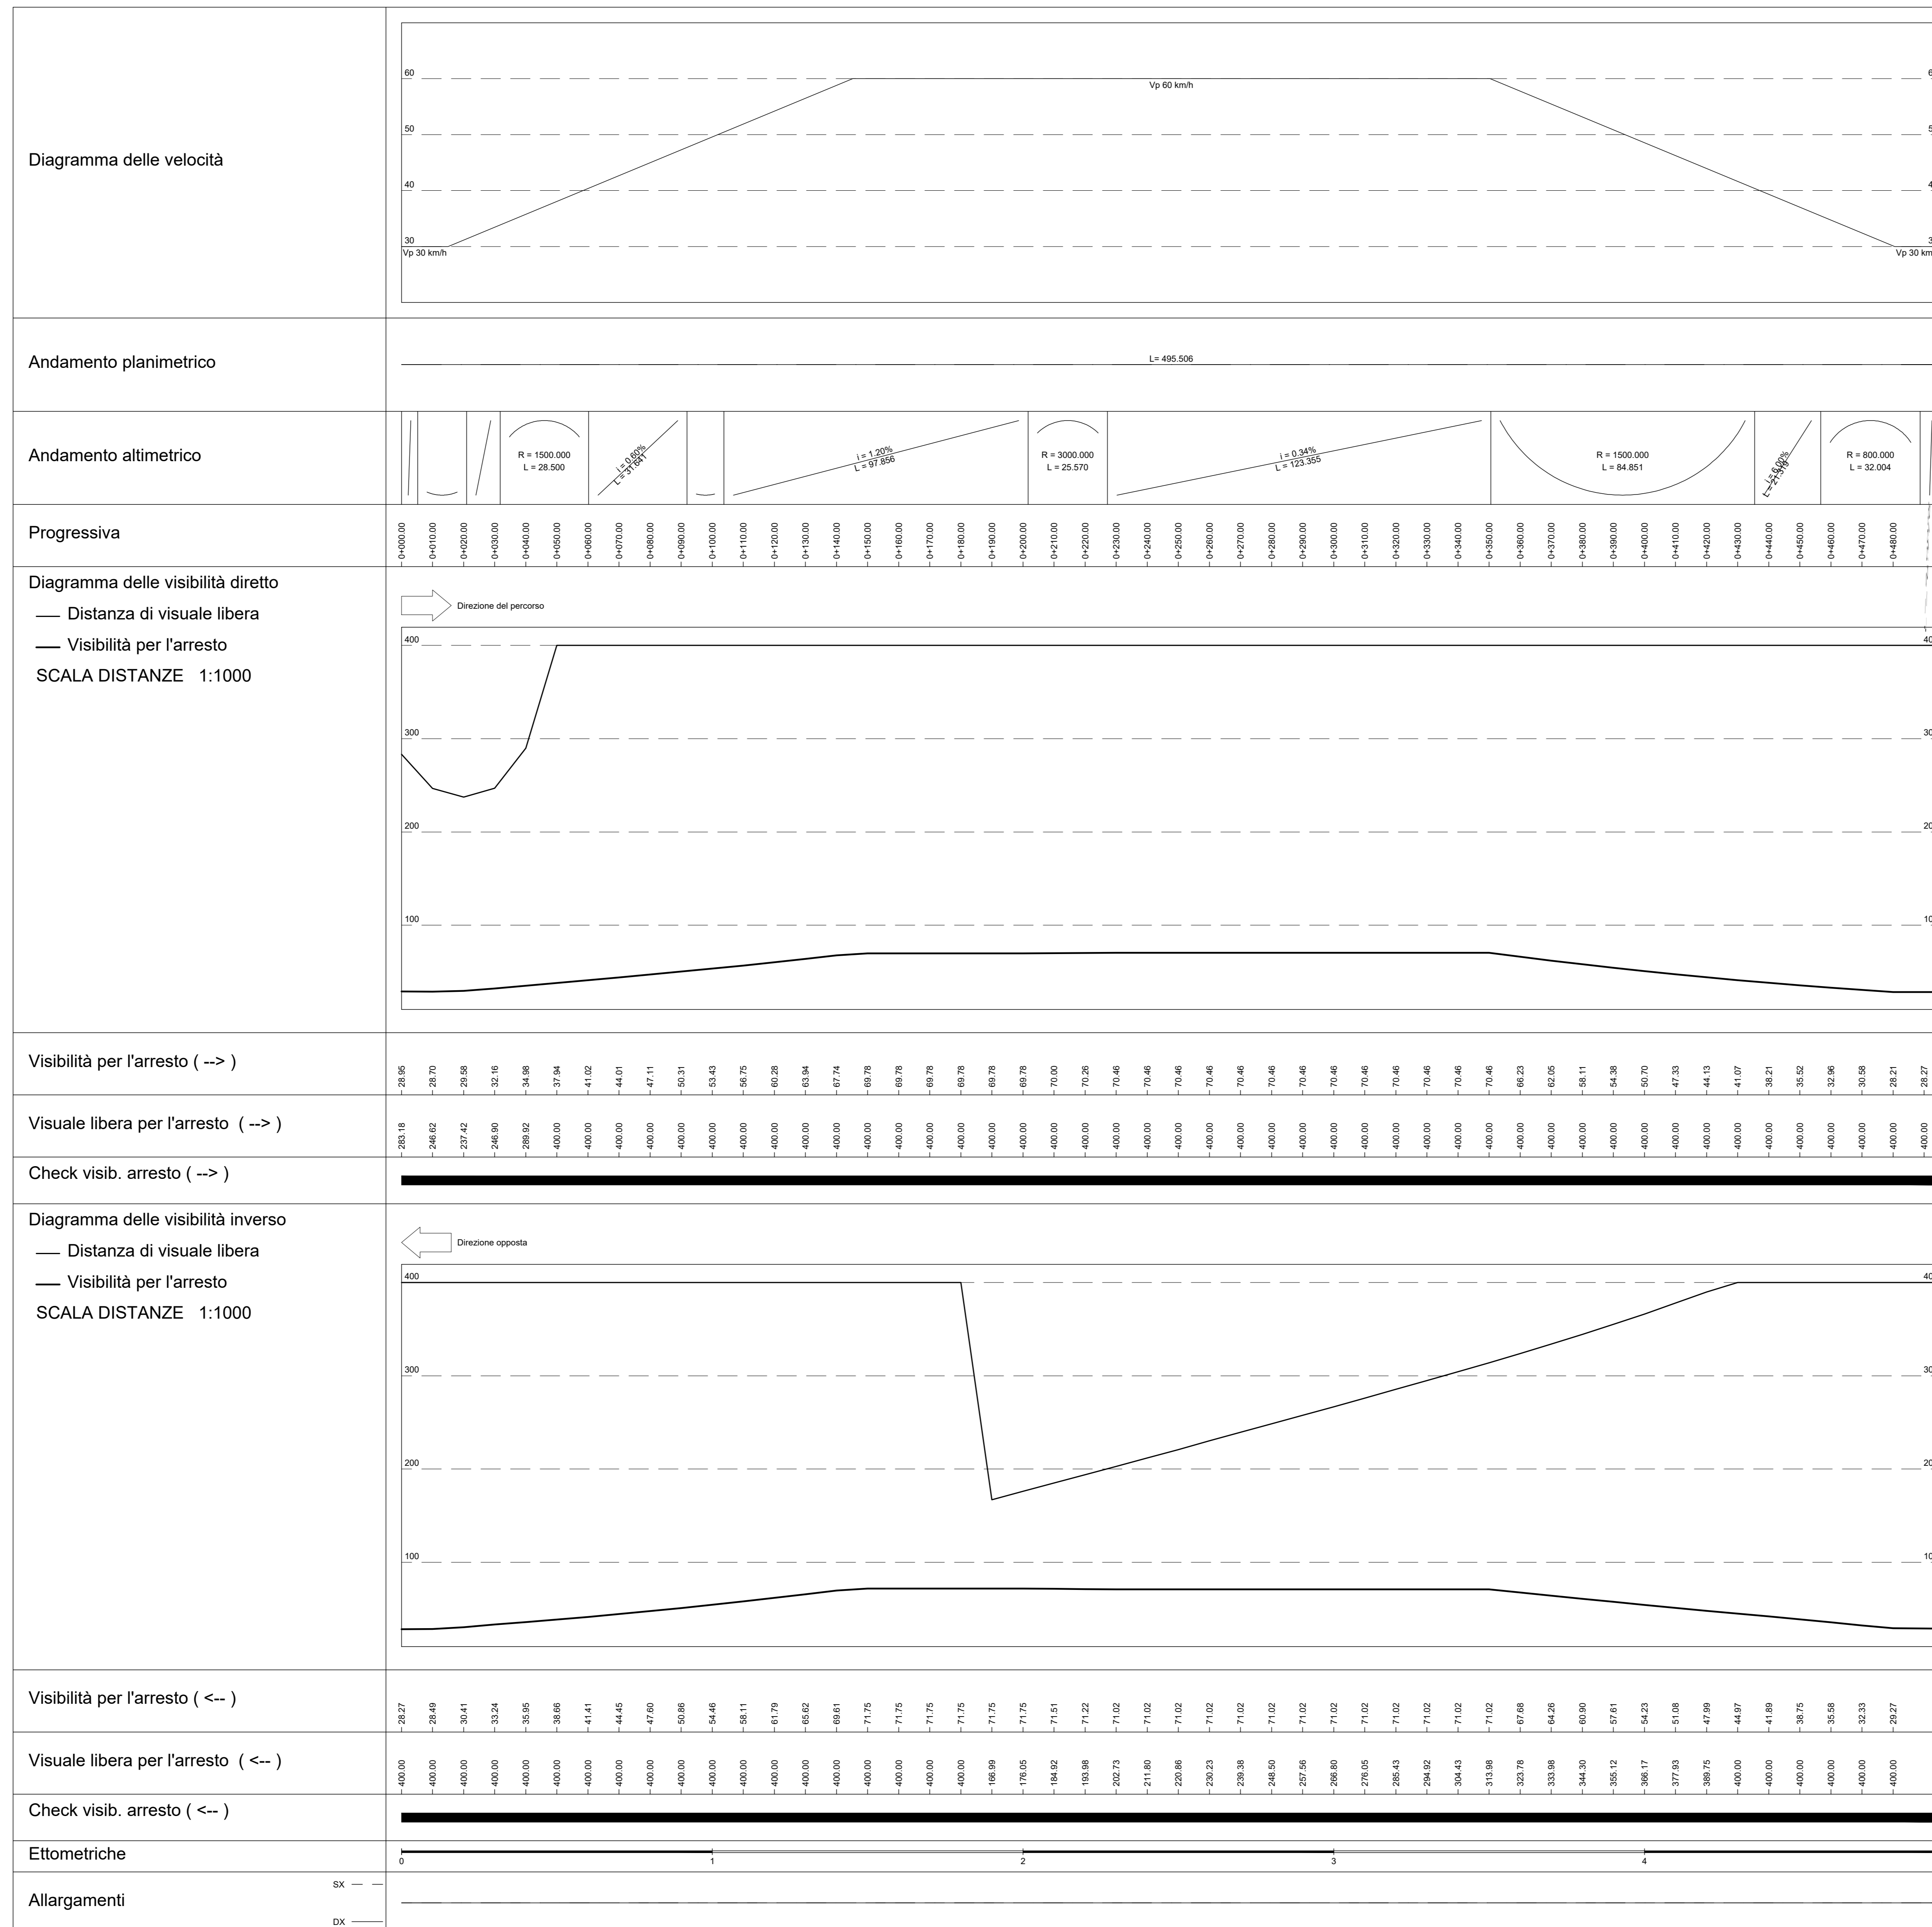 60
6
Vp 60 km/h
50
5
Diagramma delle velocità
40
4
30
3
Vp 30 km/h
Vp 30 km
Andamento planimetrico
L= 495.506
Andamento altimetrico
R = 1500.000
L = 28.500
i = 0.60%
L = 31.641
i = 1.20%
L = 97.856
R = 3000.000
L = 25.570
i = 0.34%
L = 123.355
R = 1500.000
L = 84.851
i = 6.00%
L = 21.319
R = 800.000
L = 32.004
Progressiva
0+000.00 0+010.00 0+020.00 0+030.00 0+040.00 0+050.00 0+060.00 0+070.00 0+080.00 0+090.00 0+100.00 0+110.00 0+120.00 0+130.00 0+140.00 0+150.00 0+160.00 0+170.00 0+180.00 0+190.00 0+200.00 0+210.00 0+220.00 0+230.00 0+240.00 0+250.00 0+260.00 0+270.00 0+280.00 0+290.00 0+300.00 0+310.00 0+320.00 0+330.00 0+340.00 0+350.00 0+360.00 0+370.00 0+380.00 0+390.00 0+400.00 0+410.00 0+420.00 0+430.00 0+440.00 0+450.00 0+460.00 0+470.00 0+480.00
Diagramma delle visibilità diretto
Distanza di visuale libera
Visibilità per l'arresto
SCALA DISTANZE 1:1000
Direzione del percorso
400
40
300
30
200
20
100
10
Visibilità per l'arresto ( --> )
28.95 28.70 29.58 32.16 34.98 37.94 41.02 44.01 47.11 50.31 53.43 56.75 60.28 63.94 67.74 69.78 69.78 69.78 69.78 69.78 69.78 70.00 70.26 70.46 70.46 70.46 70.46 70.46 70.46 70.46 70.46 70.46 70.46 70.46 70.46 70.46 66.23 62.05 58.11 54.38 50.70 47.33 44.13 41.07 38.21 35.52 32.96 30.58 28.21 28.27
Visuale libera per l'arresto ( --> )
283.18 246.62 237.42 246.90 289.92 400.00 400.00 400.00 400.00 400.00 400.00 400.00 400.00 400.00 400.00 400.00 400.00 400.00 400.00 400.00 400.00 400.00 400.00 400.00 400.00 400.00 400.00 400.00 400.00 400.00 400.00 400.00 400.00 400.00 400.00 400.00 400.00 400.00 400.00 400.00 400.00 400.00 400.00 400.00 400.00 400.00 400.00 400.00 400.00 400.00
Check visib. arresto ( --> )
Diagramma delle visibilità inverso
Distanza di visuale libera
Visibilità per l'arresto
SCALA DISTANZE 1:1000
Direzione opposta
400
40
300
30
200
20
100
10
Visibilità per l'arresto ( <-- )
28.27 28.49 30.41 33.24 35.95 38.66 41.41 44.45 47.60 50.86 54.46 58.11 61.79 65.62 69.61 71.75 71.75 71.75 71.75 71.75 71.75 71.51 71.22 71.02 71.02 71.02 71.02 71.02 71.02 71.02 71.02 71.02 71.02 71.02 71.02 71.02 67.68 64.26 60.90 57.61 54.23 51.08 47.99 44.97 41.89 38.75 35.58 32.33 29.27
Visuale libera per l'arresto ( <-- )
400.00 400.00 400.00 400.00 400.00 400.00 400.00 400.00 400.00 400.00 400.00 400.00 400.00 400.00 400.00 400.00 400.00 400.00 400.00 166.99 176.05 184.92 193.98 202.73 211.80 220.86 230.23 239.38 248.50 257.56 266.80 276.05 285.43 294.92 304.43 313.98 323.78 333.98 344.30 355.12 366.17 377.93 389.75 400.00 400.00 400.00 400.00 400.00 400.00
Check visib. arresto ( <-- )
Ettometriche
0 1 2 3 4
Allargamenti
SX
DX